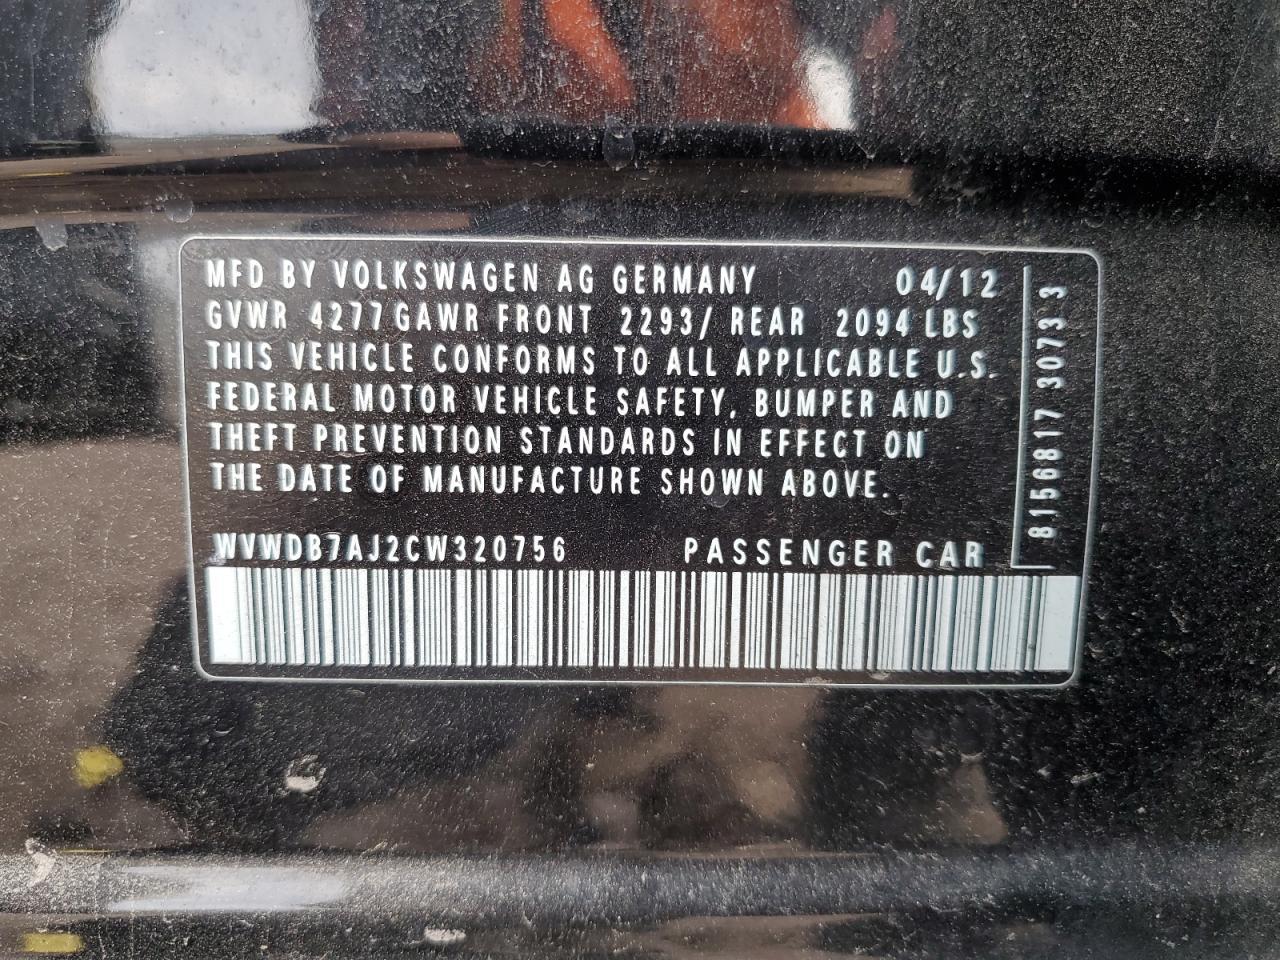 MFD BY VOLKSWAGEN AG GERMANY 04/12
GVWR 4277 GAWR FRONT 2293/ REAR 2094 LBS
THIS VEHICLE CONFORMS TO ALL APPLICABLE U.S.
FEDERAL MOTOR VEHICLE SAFETY, BUMPER AND
THEFT PREVENTION STANDARDS IN EFFECT ON
THE DATE OF MANUFACTURE SHOWN ABOVE.
WVWDB7AJ2CW320756 PASSENGER CAR
8156817 3073 3